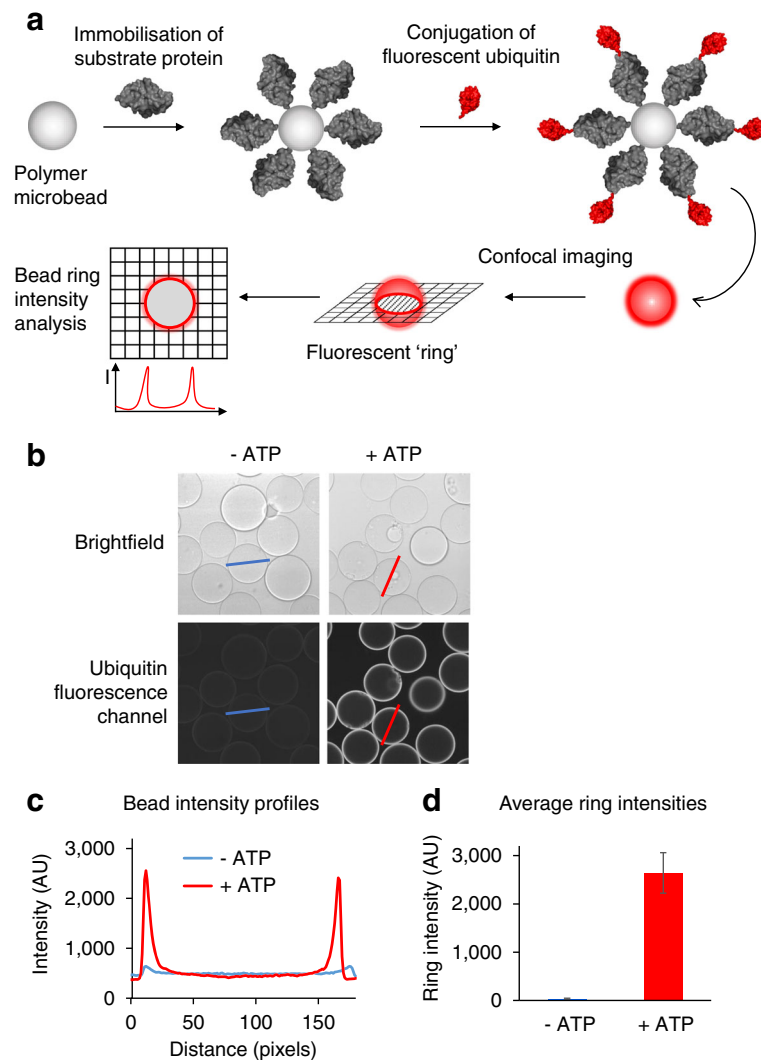 a
Immobilisation of
substrate protein
Conjugation of
fluorescent ubiquitin
Polymer
microbead
Bead ring
intensity
analysis
Confocal imaging
Fluorescent ‘ring’
I
b
- ATP
+ ATP
Brightfield
Ubiquitin
fluorescence
channel
c
Bead intensity profiles
Intensity (AU)
3,000
2,000
1,000
0
- ATP
+ ATP
0
50
100
150
Distance (pixels)
d
Average ring intensities
Ring intensity (AU)
3,000
2,000
1,000
0
- ATP
+ ATP